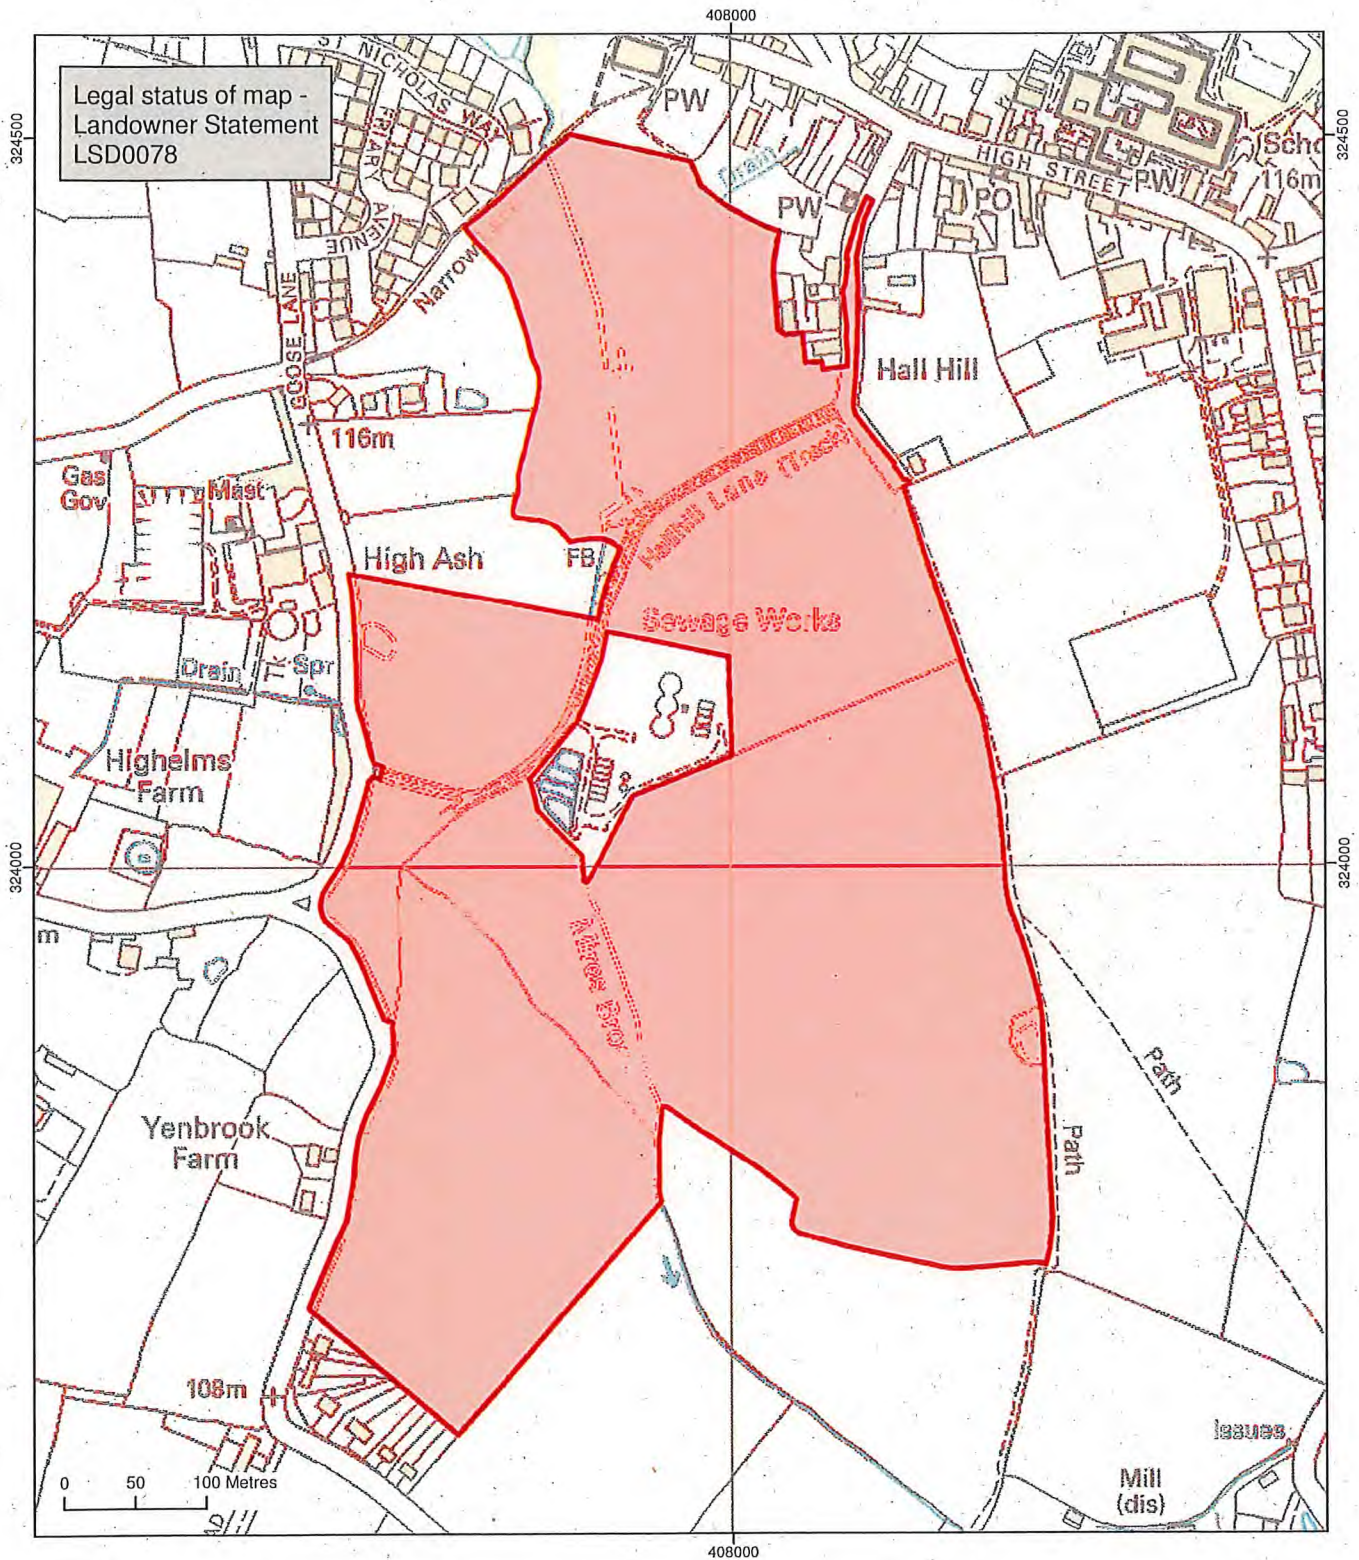 408000
Legal status of map -
Landowner Statement
LSD0078
ST NICHOLAS WAY
FRIARY
AVENUE
PW
Drain
PW
HIGH STREET
PO
PW
116m
324500
324500
Narrow
GOOSE LANE
Hall Hill
116m
Gas
Gov
Mast
Hallhill Lane (Track)
High Ash
FB
Sewage Works
Drain
TK
Spr
Highelms
Farm
324000
324000
m
Path
Yenbrook
Farm
Path
108m
Issues
0 50 100 Metres
Mill
(dis)
408000